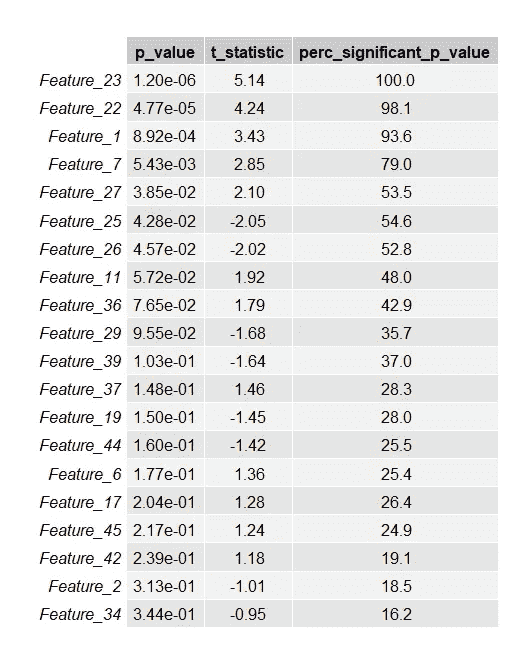 p_value t_statistic perc_significant_p_value
Feature_23 1.20e-06 5.14 100.0
Feature_22 4.77e-05 4.24 98.1
Feature_1 8.92e-04 3.43 93.6
Feature_7 5.43e-03 2.85 79.0
Feature_27 3.85e-02 2.10 53.5
Feature_25 4.28e-02 -2.05 54.6
Feature_26 4.57e-02 -2.02 52.8
Feature_11 5.72e-02 1.92 48.0
Feature_36 7.65e-02 1.79 42.9
Feature_29 9.55e-02 -1.68 35.7
Feature_39 1.03e-01 -1.64 37.0
Feature_37 1.48e-01 1.46 28.3
Feature_19 1.50e-01 -1.45 28.0
Feature_44 1.60e-01 -1.42 25.5
Feature_6 1.77e-01 1.36 25.4
Feature_17 2.04e-01 1.28 26.4
Feature_45 2.17e-01 1.24 24.9
Feature_42 2.39e-01 1.18 19.1
Feature_2 3.13e-01 -1.01 18.5
Feature_34 3.44e-01 -0.95 16.2